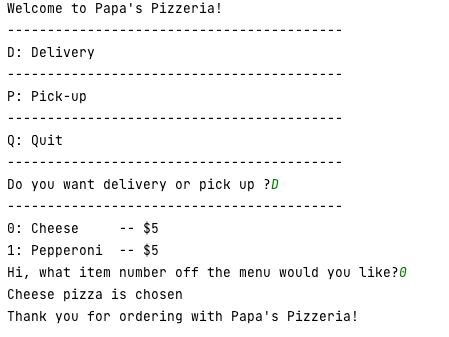 Welcome to Papa's Pizzeria!
------------------------------------------
D: Delivery
------------------------------------------
P: Pick-up
------------------------------------------
Q: Quit
------------------------------------------
Do you want delivery or pick up ?D
------------------------------------------
0: Cheese     -- $5
1: Pepperoni  -- $5
Hi, what item number off the menu would you like?0
Cheese pizza is chosen
Thank you for ordering with Papa's Pizzeria!